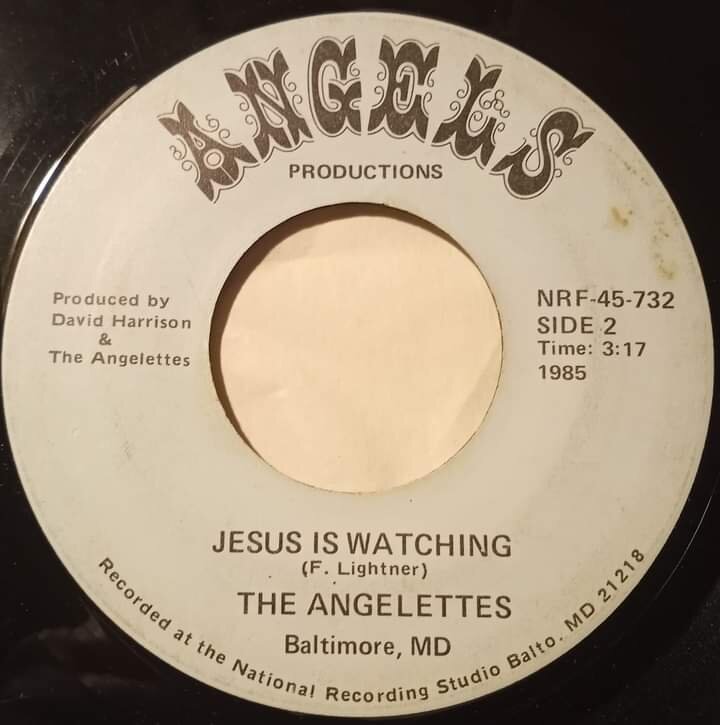 ANGELS
PRODUCTIONS
Produced by
David Harrison
&
The Angelettes
NRF-45-732
SIDE 2
Time: 3:17
1985
JESUS IS WATCHING
(F. Lightner)
THE ANGELETTES
Baltimore, MD
Recorded at the National Recording Studio Balto. MD 21218